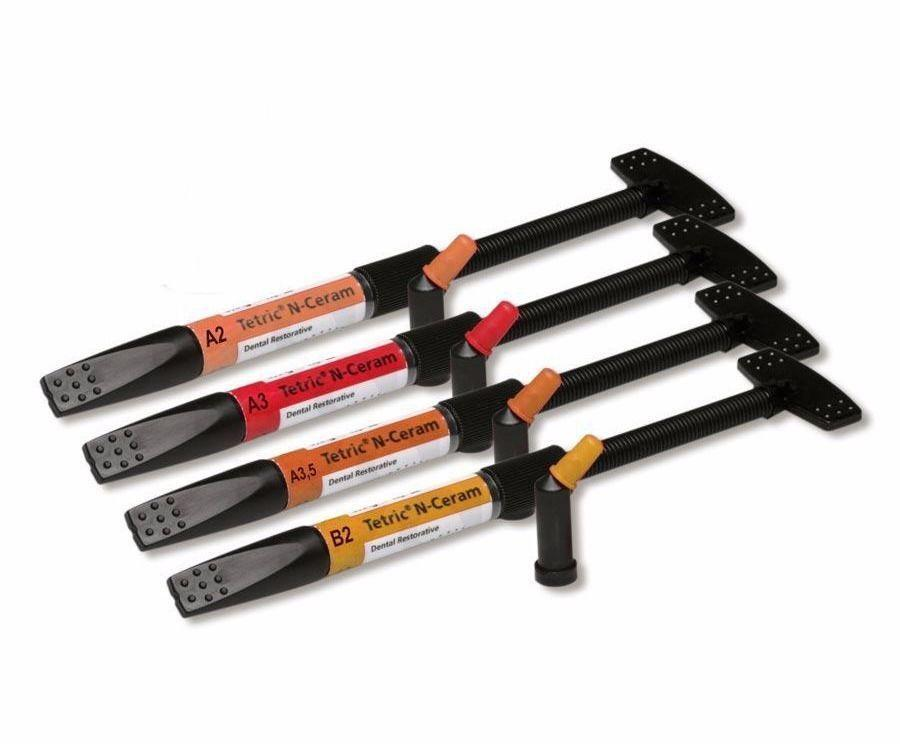 A2
Tetric® N-Ceram
Dental Restorative
A3
Tetric® N-Ceram
Dental Restorative
A3,5
Tetric® N-Ceram
Dental Restorative
B2
Tetric® N-Ceram
Dental Restorative